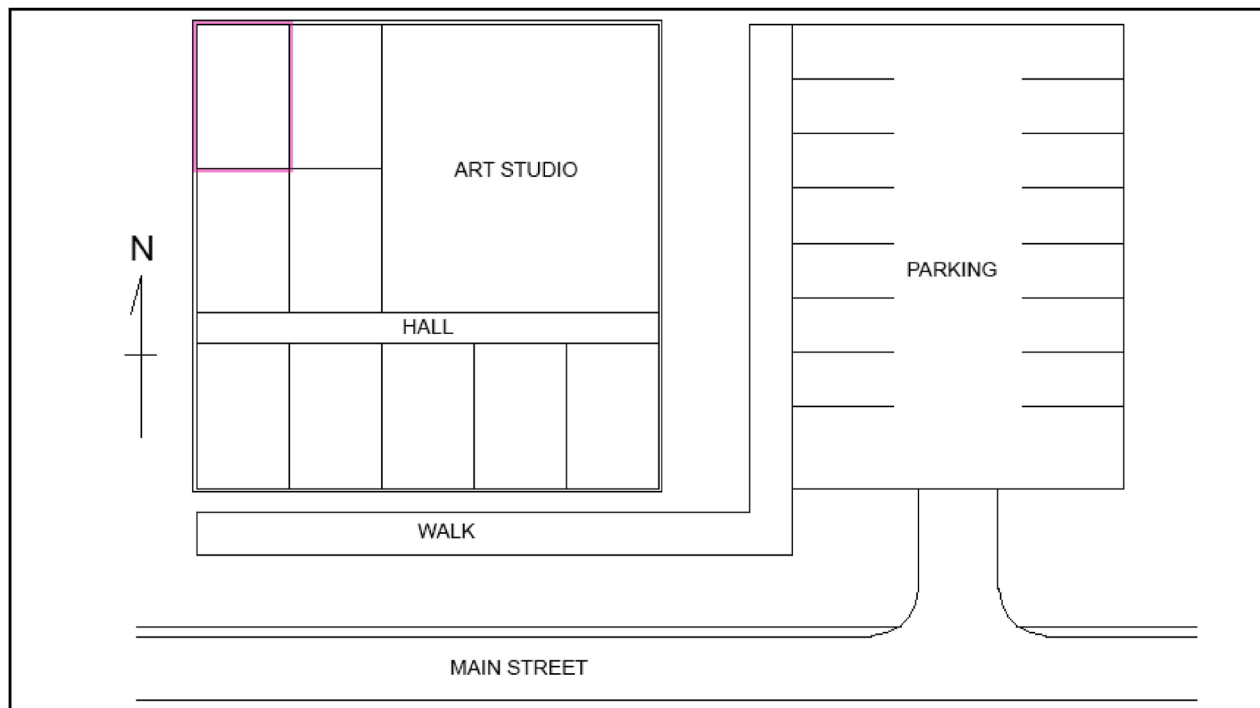 ART STUDIO
N
PARKING
HALL
WALK
MAIN STREET